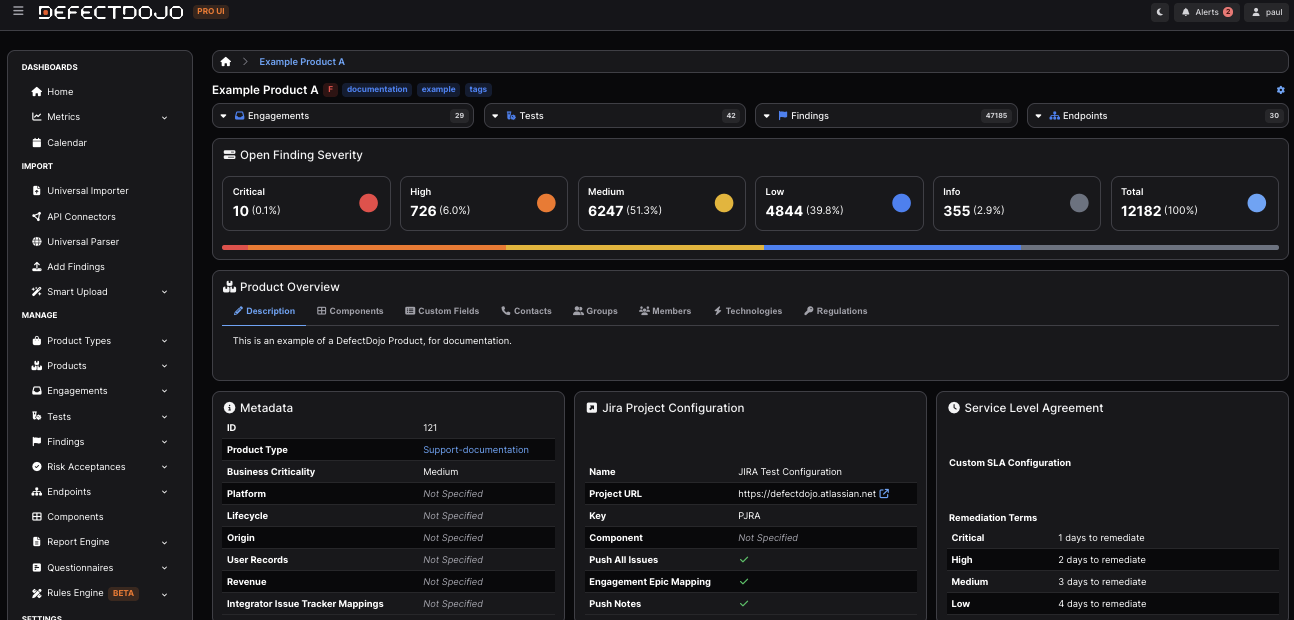 DEFECTDOJO PRO UI Alerts 2 paul
DASHBOARDS
Home
Metrics
Calendar
IMPORT
Universal Importer
API Connectors
Universal Parser
Add Findings
Smart Upload
MANAGE
Product Types
Products
Engagements
Tests
Findings
Risk Acceptances
Endpoints
Components
Report Engine
Questionnaires
Rules Engine BETA
SETTINGS
Example Product A
Example Product A F documentation example tags
Engagements 29 Tests 42 Findings 47185 Endpoints 30
Open Finding Severity
Critical High Medium Low Info Total
10 (0.1%) 726 (6.0%) 6247 (51.3%) 4844 (39.8%) 355 (2.9%) 12182 (100%)
Product Overview
Description Components Custom Fields Contacts Groups Members Technologies Regulations
This is an example of a DefectDojo Product, for documentation.
Metadata
ID 121
Product Type Support-documentation
Business Criticality Medium
Platform Not Specified
Lifecycle Not Specified
Origin Not Specified
User Records Not Specified
Revenue Not Specified
Integrator Issue Tracker Mappings Not Specified
Jira Project Configuration
Name JIRA Test Configuration
Project URL https://defectdojo.atlassian.net
Key PJRA
Component Not Specified
Push All Issues
Engagement Epic Mapping
Push Notes
Service Level Agreement
Custom SLA Configuration
Remediation Terms
Critical 1 days to remediate
High 2 days to remediate
Medium 3 days to remediate
Low 4 days to remediate